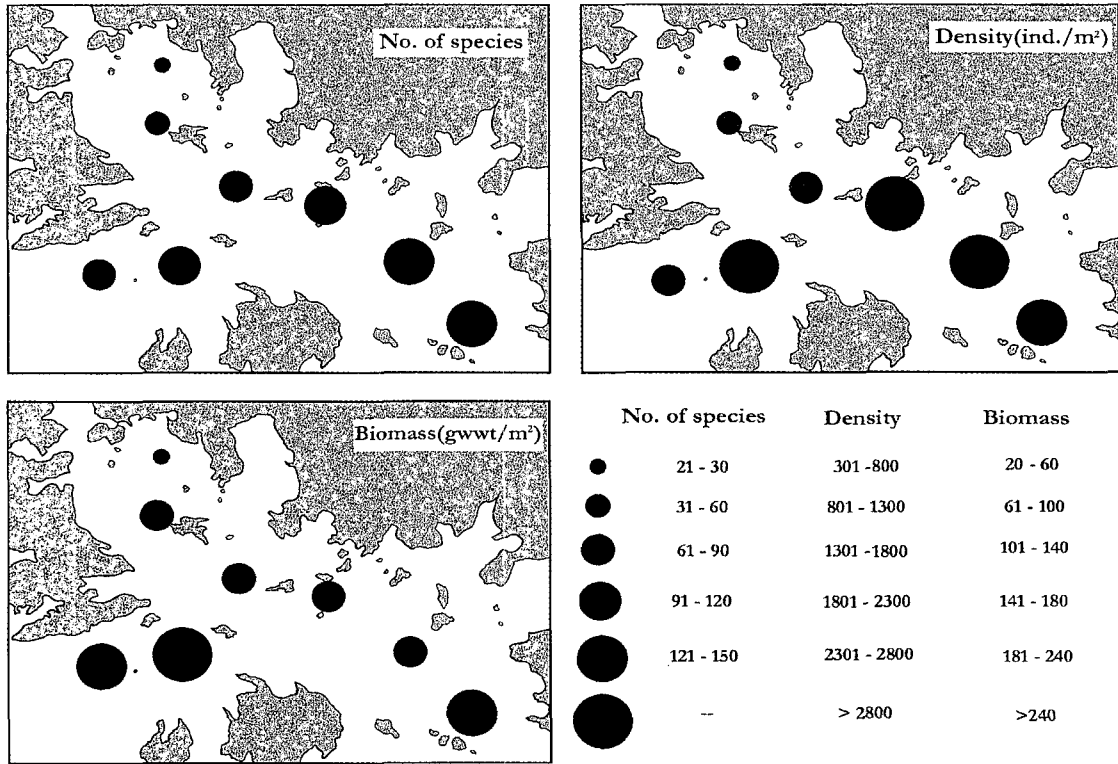 No. of species
Density(ind./m²)
Biomass(gwwt/m²)
No. of species Density Biomass
21 - 30 301 -800 20 - 60
31 - 60 801 -1300 61 - 100
61 - 90 1301 -1800 101 - 140
91 - 120 1801 - 2300 141 - 180
121 - 150 2301 - 2800 181 - 240
-- > 2800 >240